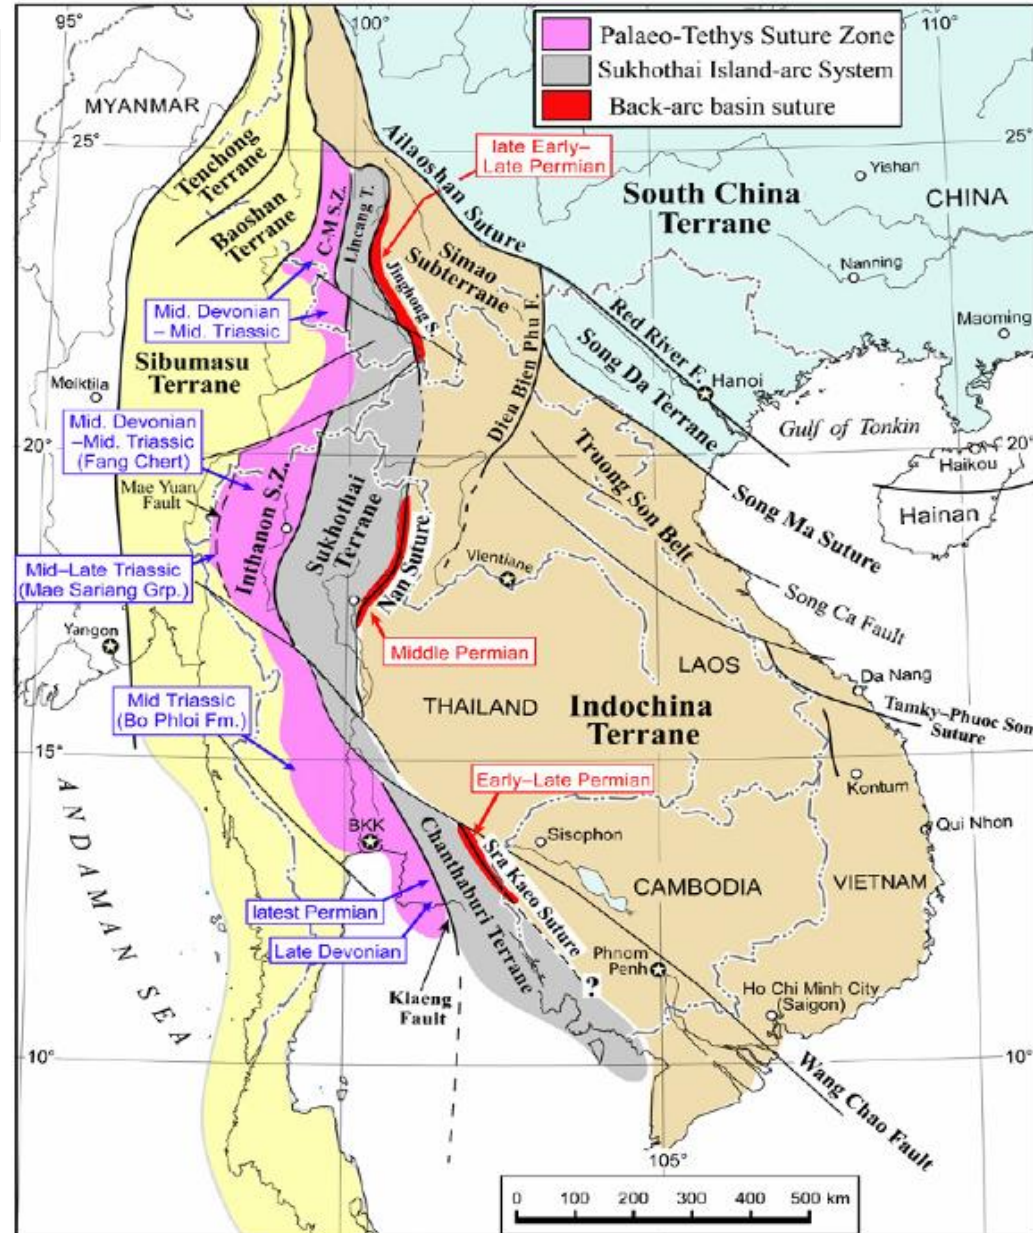 95°
100°
110°
Palaeo-Tethys Suture Zone
Sukhothai Island-arc System
Back-arc basin suture
MYANMAR
25°
25°
late Early–
Late Permian
Ailaoshan Suture
Yishan
South China
Terrane
CHINA
Tenchong
Terrane
Baoshan
Terrane
C-M S.Z.
Lincang T.
Jinghong S.
Simao
Subterrane
Nanning
Mid. Devonian
– Mid. Triassic
Dien Bien Phu F.
Red River F.
Maoming
Sibumasu
Terrane
Song Da Terrane
Hanoi
Meiktila
Mid. Devonian
–Mid. Triassic
(Fang Chert)
20°
20°
Gulf of Tonkin
Haikou
Hainan
Mae Yuan
Fault
Inthanon S.Z.
Sukhothai
Terrane
Truong Son Belt
Song Ma Suture
Nan Suture
Vientiane
Mid–Late Triassic
(Mae Sariang Grp.)
Song Ca Fault
Yangon
Middle Permian
LAOS
Da Nang
Mid Triassic
(Bo Phloi Fm.)
THAILAND
Indochina
Terrane
Tamky–Phuoc Son
Suture
15°
15°
Early–Late Permian
Kontum
ANDAMAN SEA
BKK
Sisophon
Qui Nhon
Chanthaburi Terrane
Sra Kaeo Suture
CAMBODIA
VIETNAM
latest Permian
Late Devonian
Phnom
Penh
?
Klaeng
Fault
Ho Chi Minh City
(Saigon)
10°
10°
Wang Chao Fault
105°
0 100 200 300 400 500 km